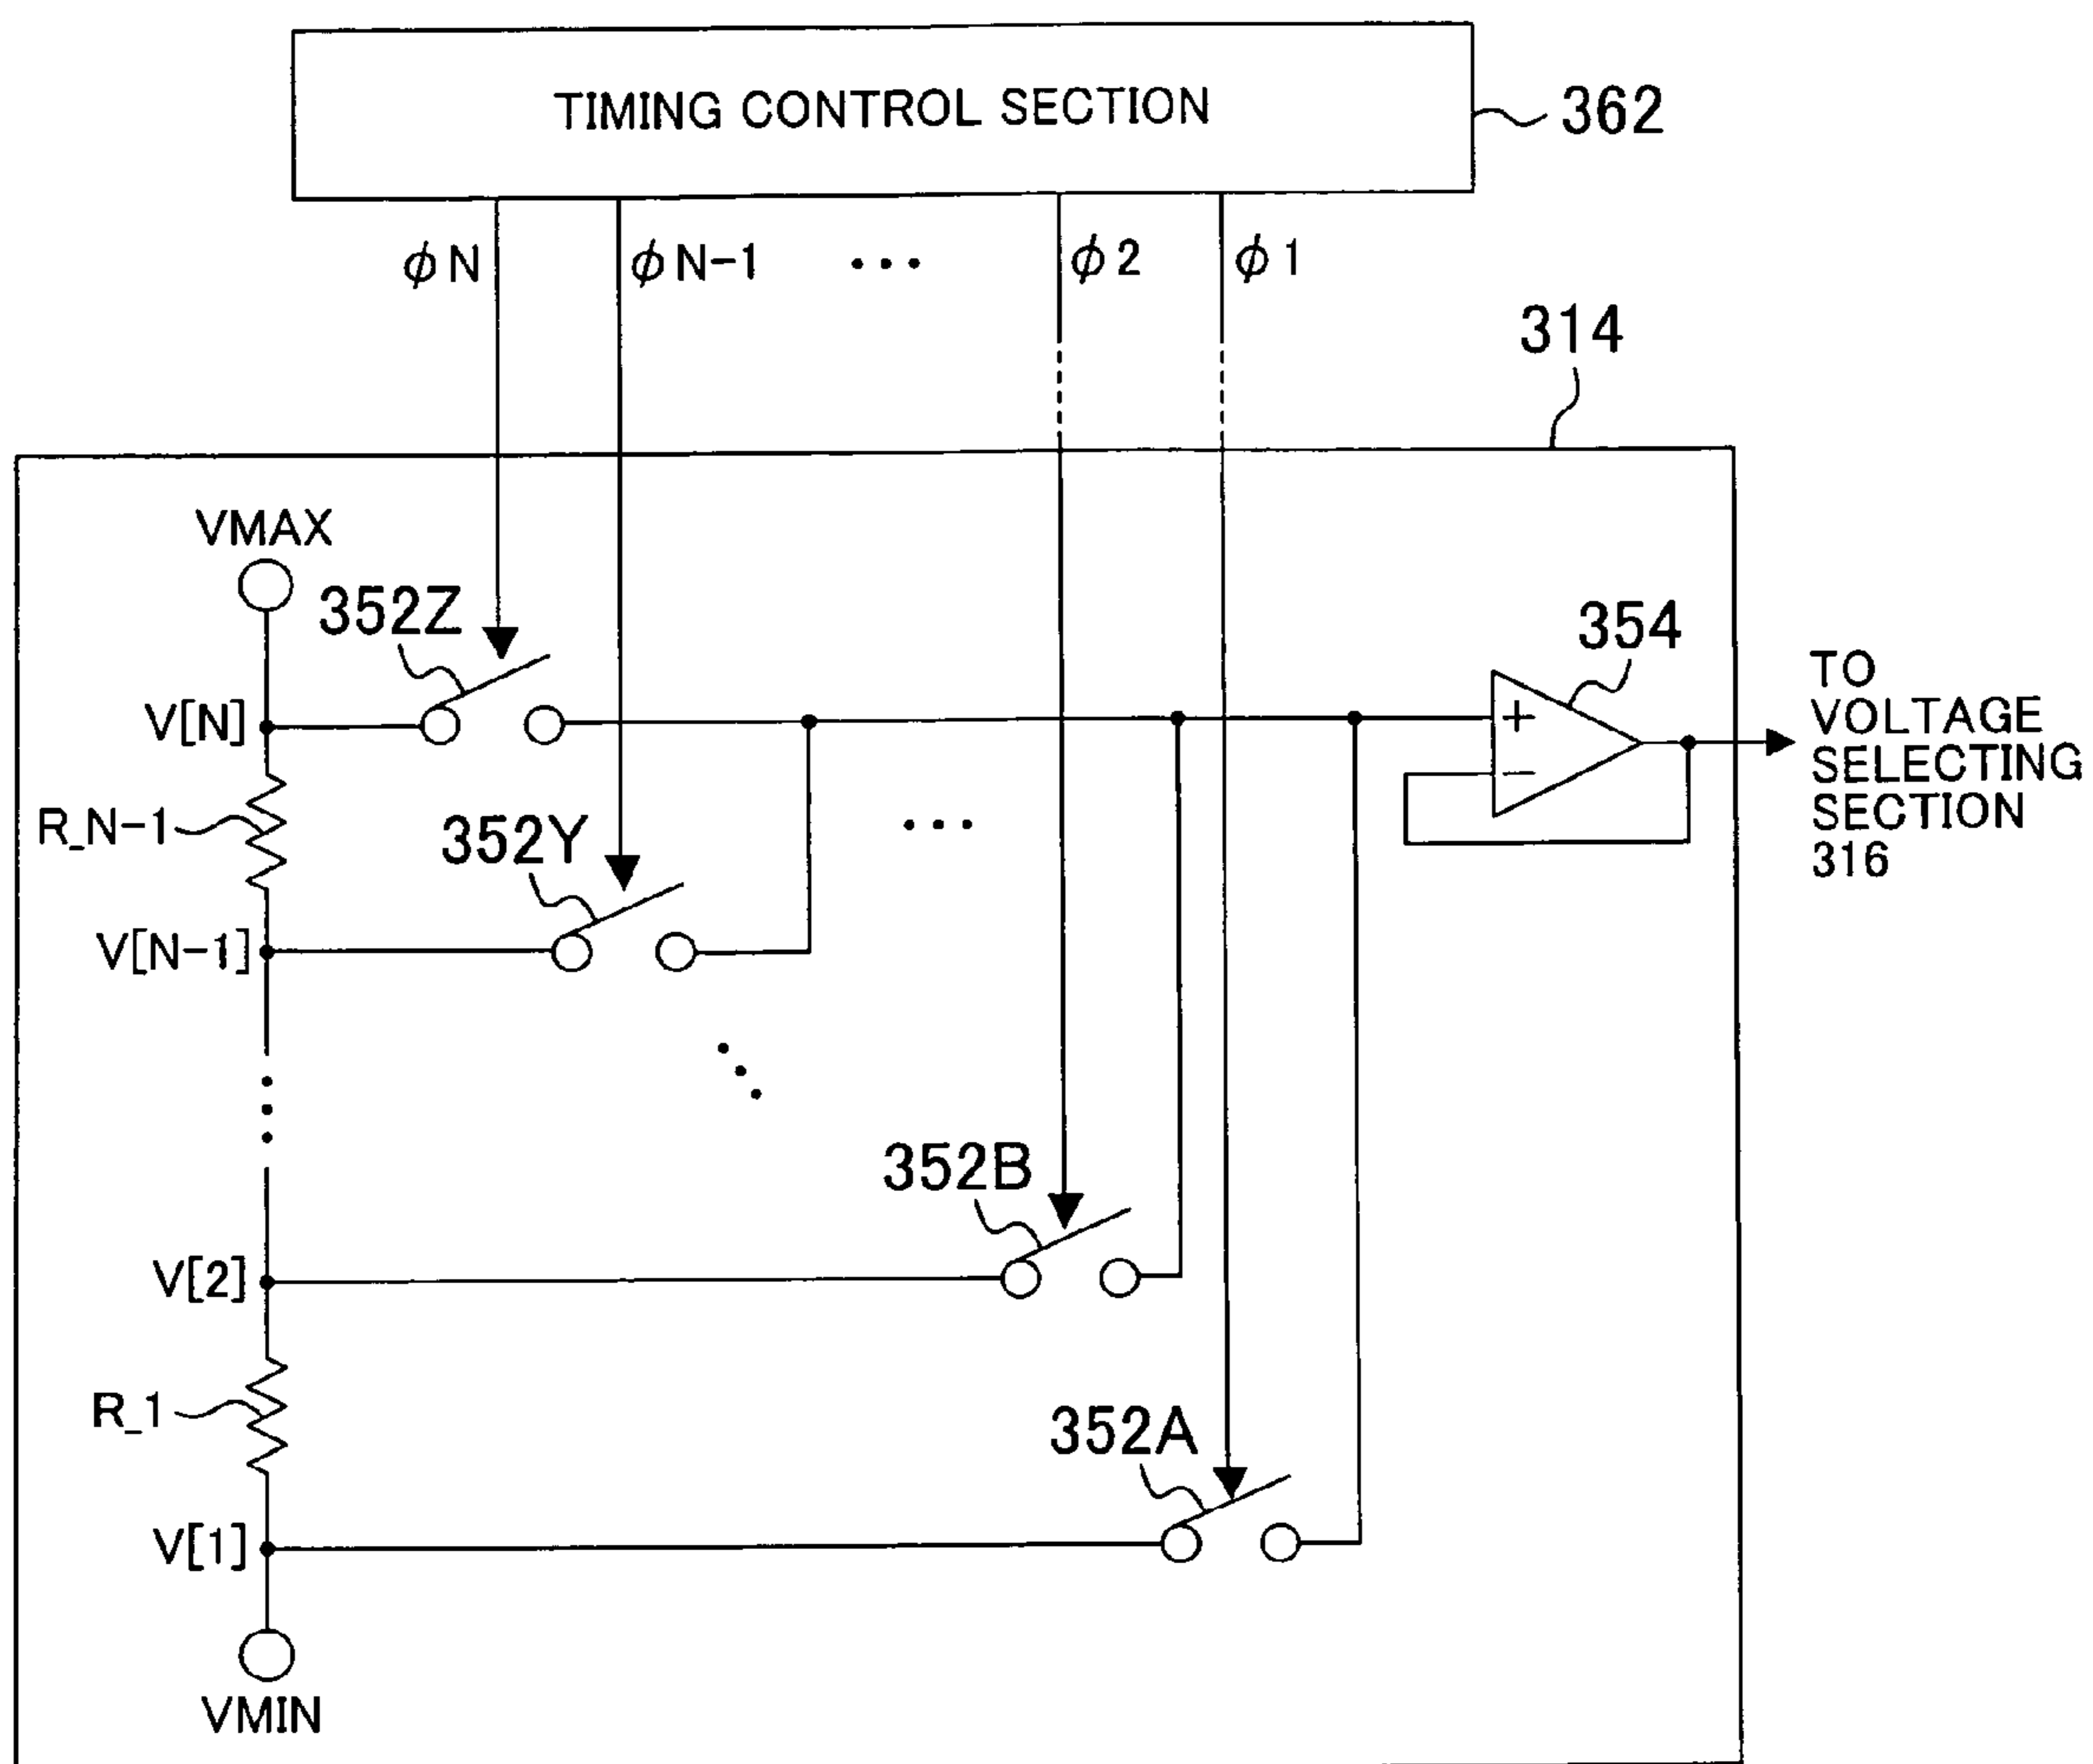 TIMING CONTROL SECTION
362
ϕN
ϕN-1
...
ϕ2
ϕ1
314
VMAX
352Z
354
V[N]
+
−
TO
VOLTAGE
SELECTING
SECTION
316
R_N-1
352Y
...
V[N-1]
352B
V[2]
R_1
352A
V[1]
VMIN